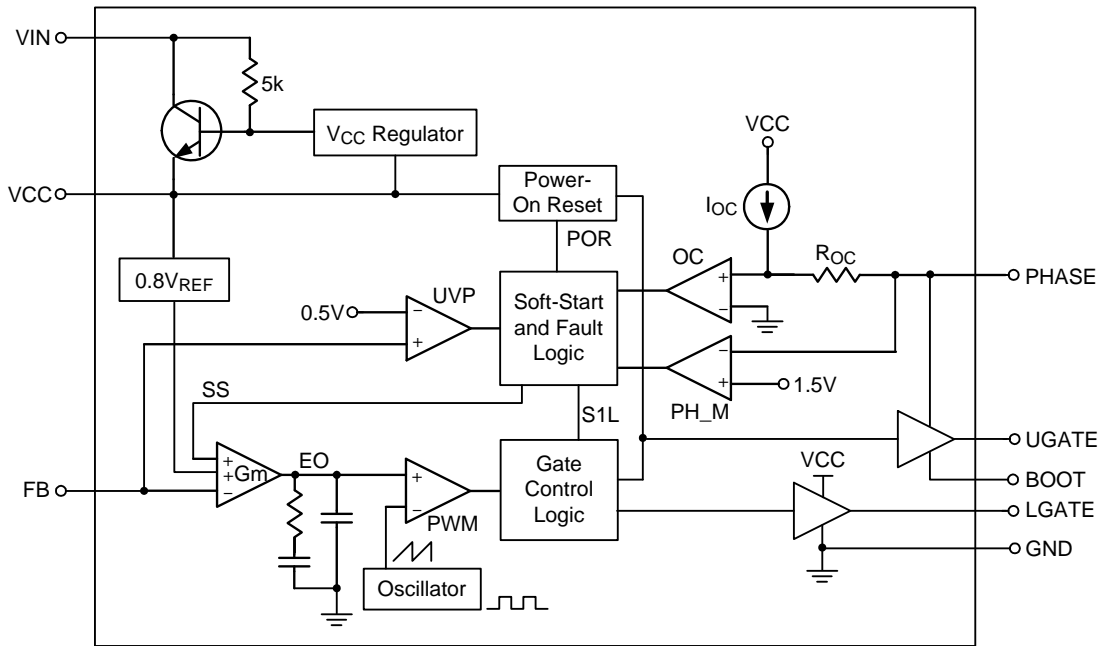 VIN
5k
VCC Regulator
VCC
VCC
Power-
On Reset
IOC
POR
OC
ROC
PHASE
0.8VREF
+
−
0.5V
UVP
−
+
Soft-Start
and Fault
Logic
−
+
1.5V
SS
S1L
PH_M
UGATE
+
+
−
Gm
EO
FB
+
−
PWM
Gate
Control
Logic
VCC
BOOT
LGATE
GND
Oscillator